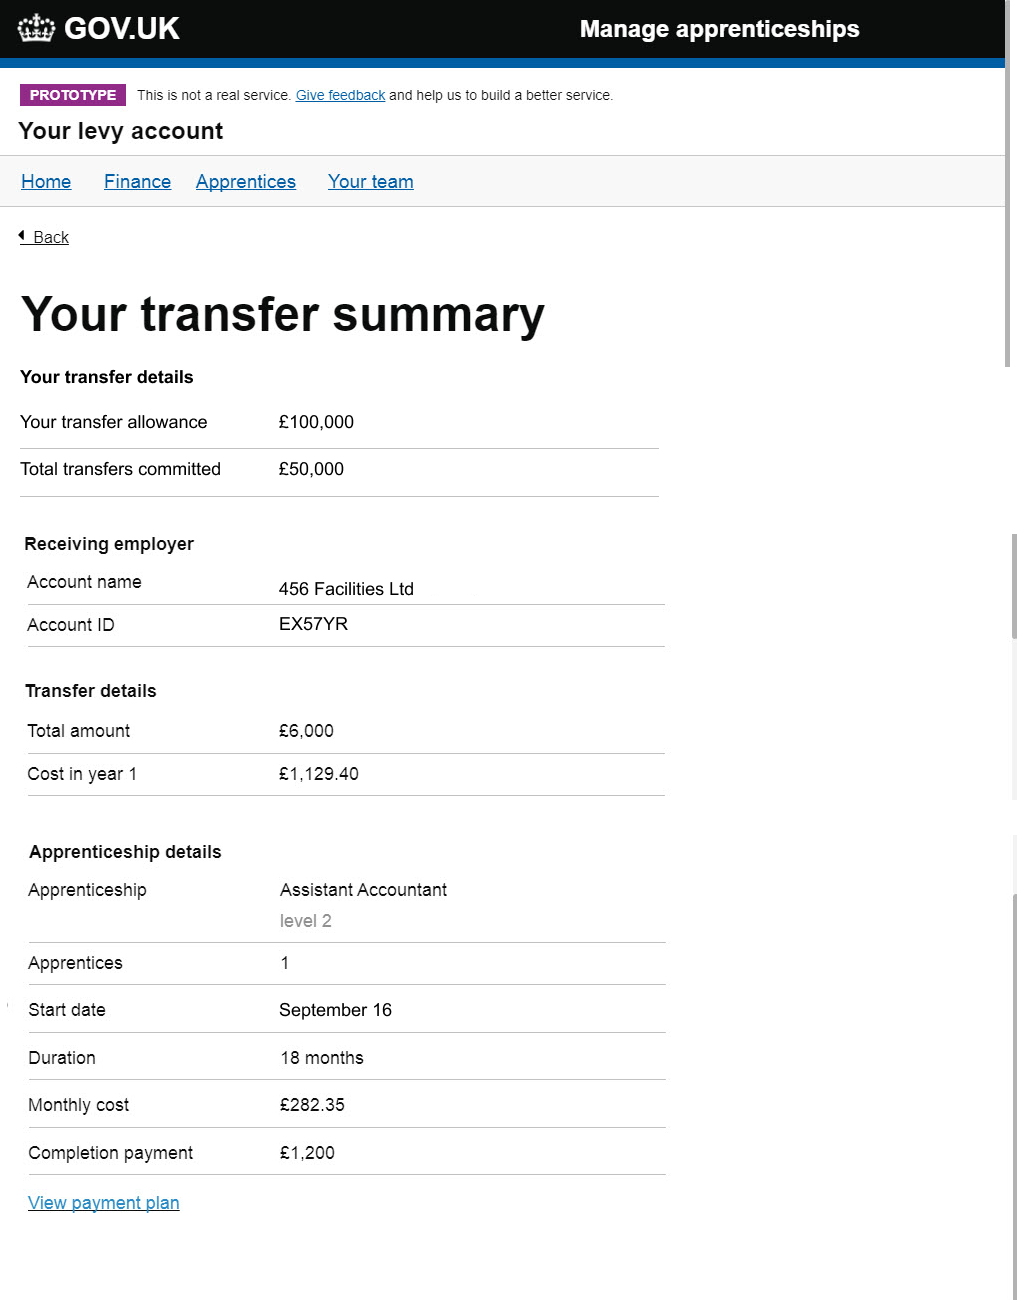 GOV.UK Manage apprenticeships
PROTOTYPE This is not a real service. Give feedback and help us to build a better service.
Your levy account
Home Finance Apprentices Your team
Back
Your transfer summary
Your transfer details
Your transfer allowance £100,000
Total transfers committed £50,000
Receiving employer
Account name 456 Facilities Ltd
Account ID EX57YR
Transfer details
Total amount £6,000
Cost in year 1 £1,129.40
Apprenticeship details
Apprenticeship Assistant Accountant
level 2
Apprentices 1
Start date September 16
Duration 18 months
Monthly cost £282.35
Completion payment £1,200
View payment plan